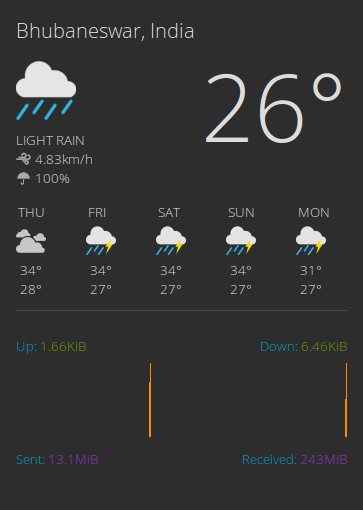 Bhubaneswar, India
26°
LIGHT RAIN
4.83km/h
100%
THU FRI SAT SUN MON
34° 34° 34° 34° 31°
28° 27° 27° 27° 27°
Up: 1.66KiB Down: 6.46KiB
Sent: 13.1MiB Received: 243MiB